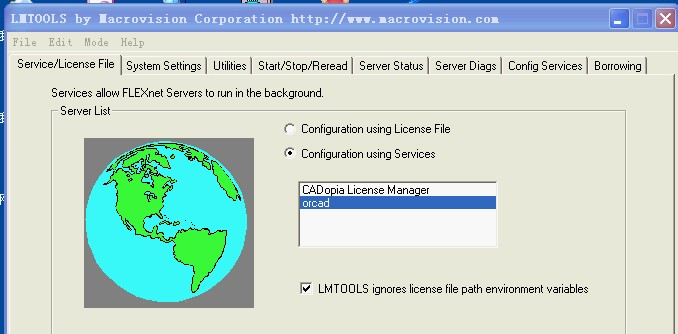 LMTOOLS by Macrovision Corporation http://www.macrovision.com
File Edit Mode Help
Service/License File System Settings Utilities Start/Stop/Reread Server Status Server Diags Config Services Borrowing
Services allow FLEXnet Servers to run in the background.
Server List
Configuration using License File
Configuration using Services
CADopia License Manager
orcad
LMTOOLS ignores license file path environment variables